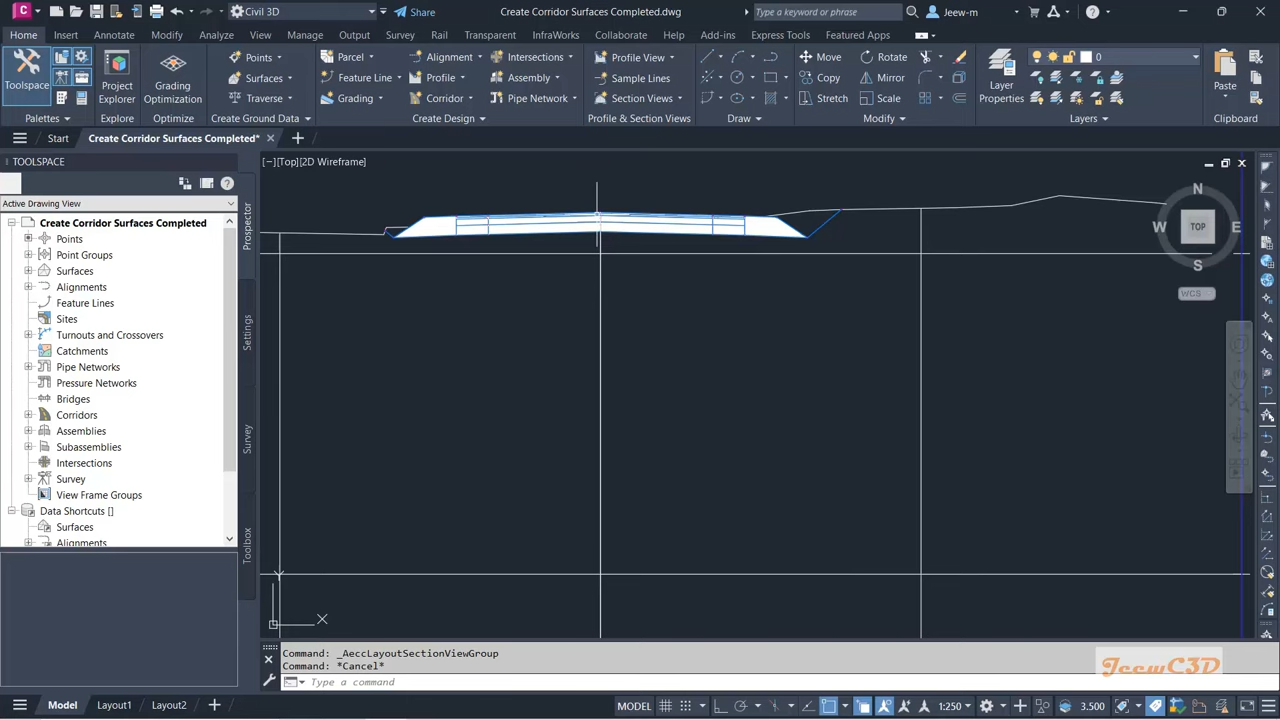 C Civil 3D Share Create Corridor Surfaces Completed.dwg Type a keyword or phrase Jeew-m
Home Insert Annotate Modify Analyze View Manage Output Survey Rail Transparent InfraWorks Collaborate Help Add-ins Express Tools Featured Apps
Toolspace Project Explorer Grading Optimization
Points Surfaces Traverse
Parcel Feature Line Grading
Alignment Profile Corridor
Intersections Assembly Pipe Network
Profile View Sample Lines Section Views
Move Copy Stretch
Rotate Mirror Scale
Layer Properties 0
Paste
Palettes Explore Optimize Create Ground Data Create Design Profile & Section Views Draw Modify Layers Clipboard
Start Create Corridor Surfaces Completed*
TOOLSPACE
Active Drawing View
Create Corridor Surfaces Completed
Points
Point Groups
Surfaces
Alignments
Feature Lines
Sites
Turnouts and Crossovers
Catchments
Pipe Networks
Pressure Networks
Bridges
Corridors
Assemblies
Subassemblies
Intersections
Survey
View Frame Groups
Data Shortcuts []
Surfaces
Alignments
Prospector
Settings
Survey
Toolbox
[−][Top][2D Wireframe]
N
W TOP E
S
WCS
Y
X
Command: _AeccLayoutSectionViewGroup
Command: *Cancel*
Type a command
JeewC3D
Model Layout1 Layout2 MODEL 1:250 3.500